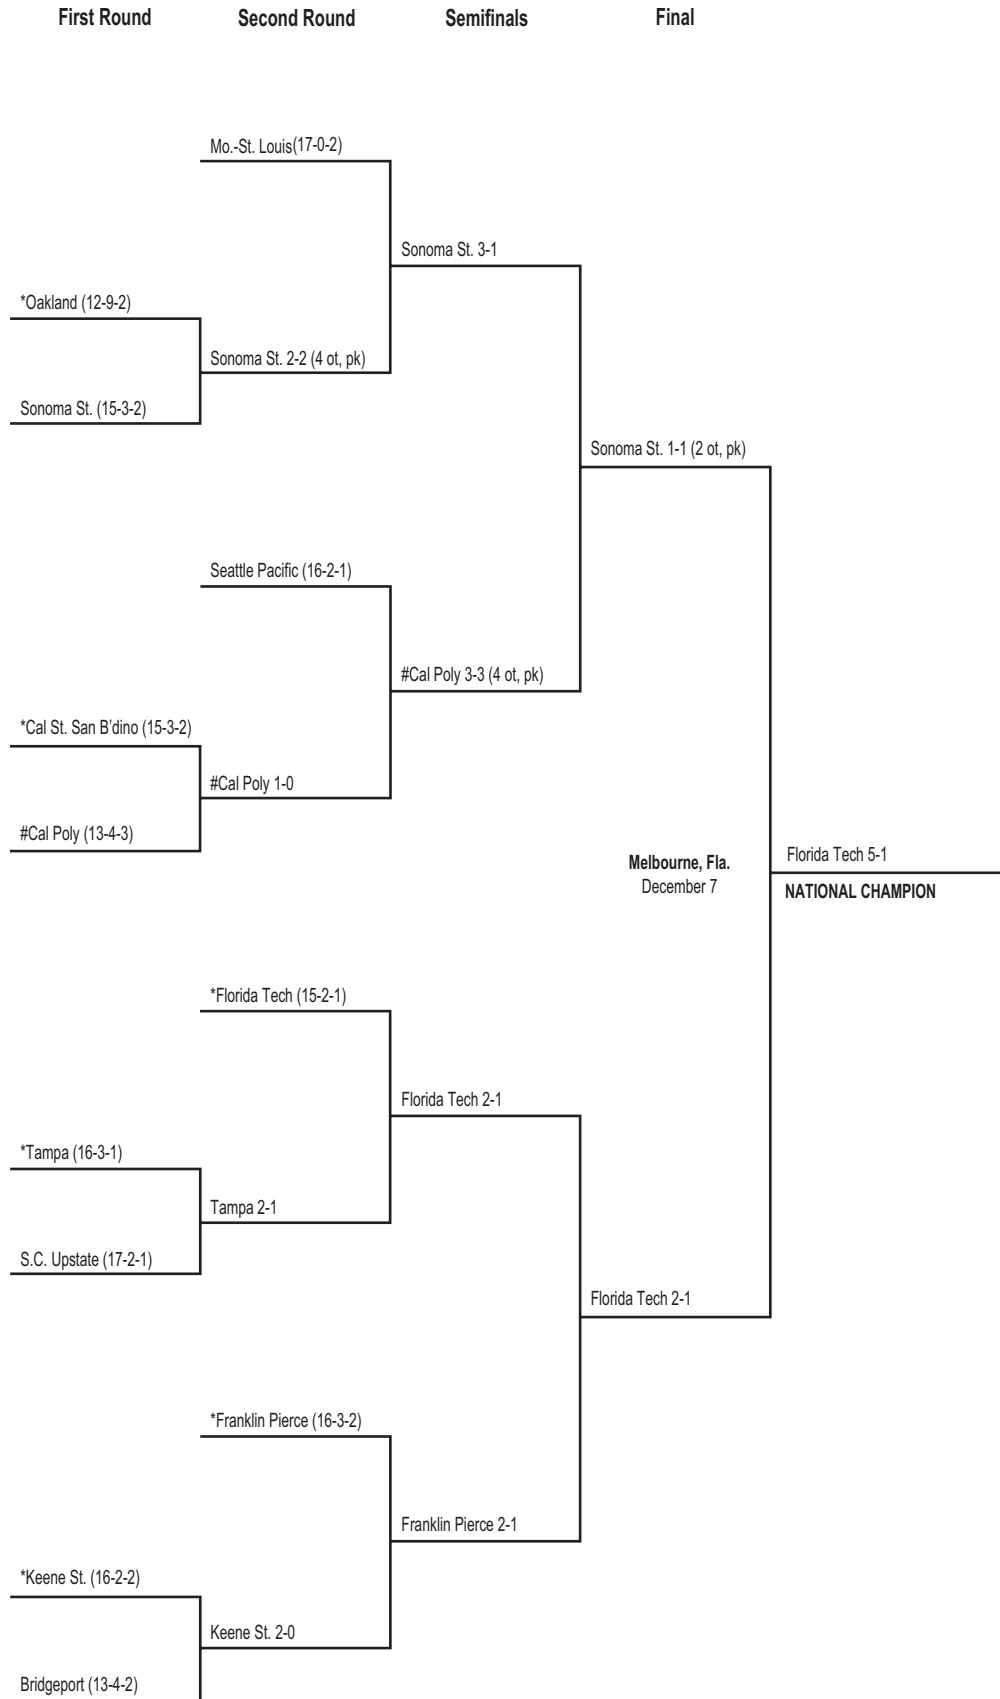 First Round
Second Round
Semifinals
Final
Mo.-St. Louis(17-0-2)
Sonoma St. 3-1
*Oakland (12-9-2)
Sonoma St. 2-2 (4 ot, pk)
Sonoma St. (15-3-2)
Sonoma St. 1-1 (2 ot, pk)
Seattle Pacific (16-2-1)
#Cal Poly 3-3 (4 ot, pk)
*Cal St. San B'dino (15-3-2)
#Cal Poly 1-0
#Cal Poly (13-4-3)
Melbourne, Fla.
December 7
Florida Tech 5-1
NATIONAL CHAMPION
*Florida Tech (15-2-1)
Florida Tech 2-1
*Tampa (16-3-1)
Tampa 2-1
S.C. Upstate (17-2-1)
Florida Tech 2-1
*Franklin Pierce (16-3-2)
Franklin Pierce 2-1
*Keene St. (16-2-2)
Keene St. 2-0
Bridgeport (13-4-2)